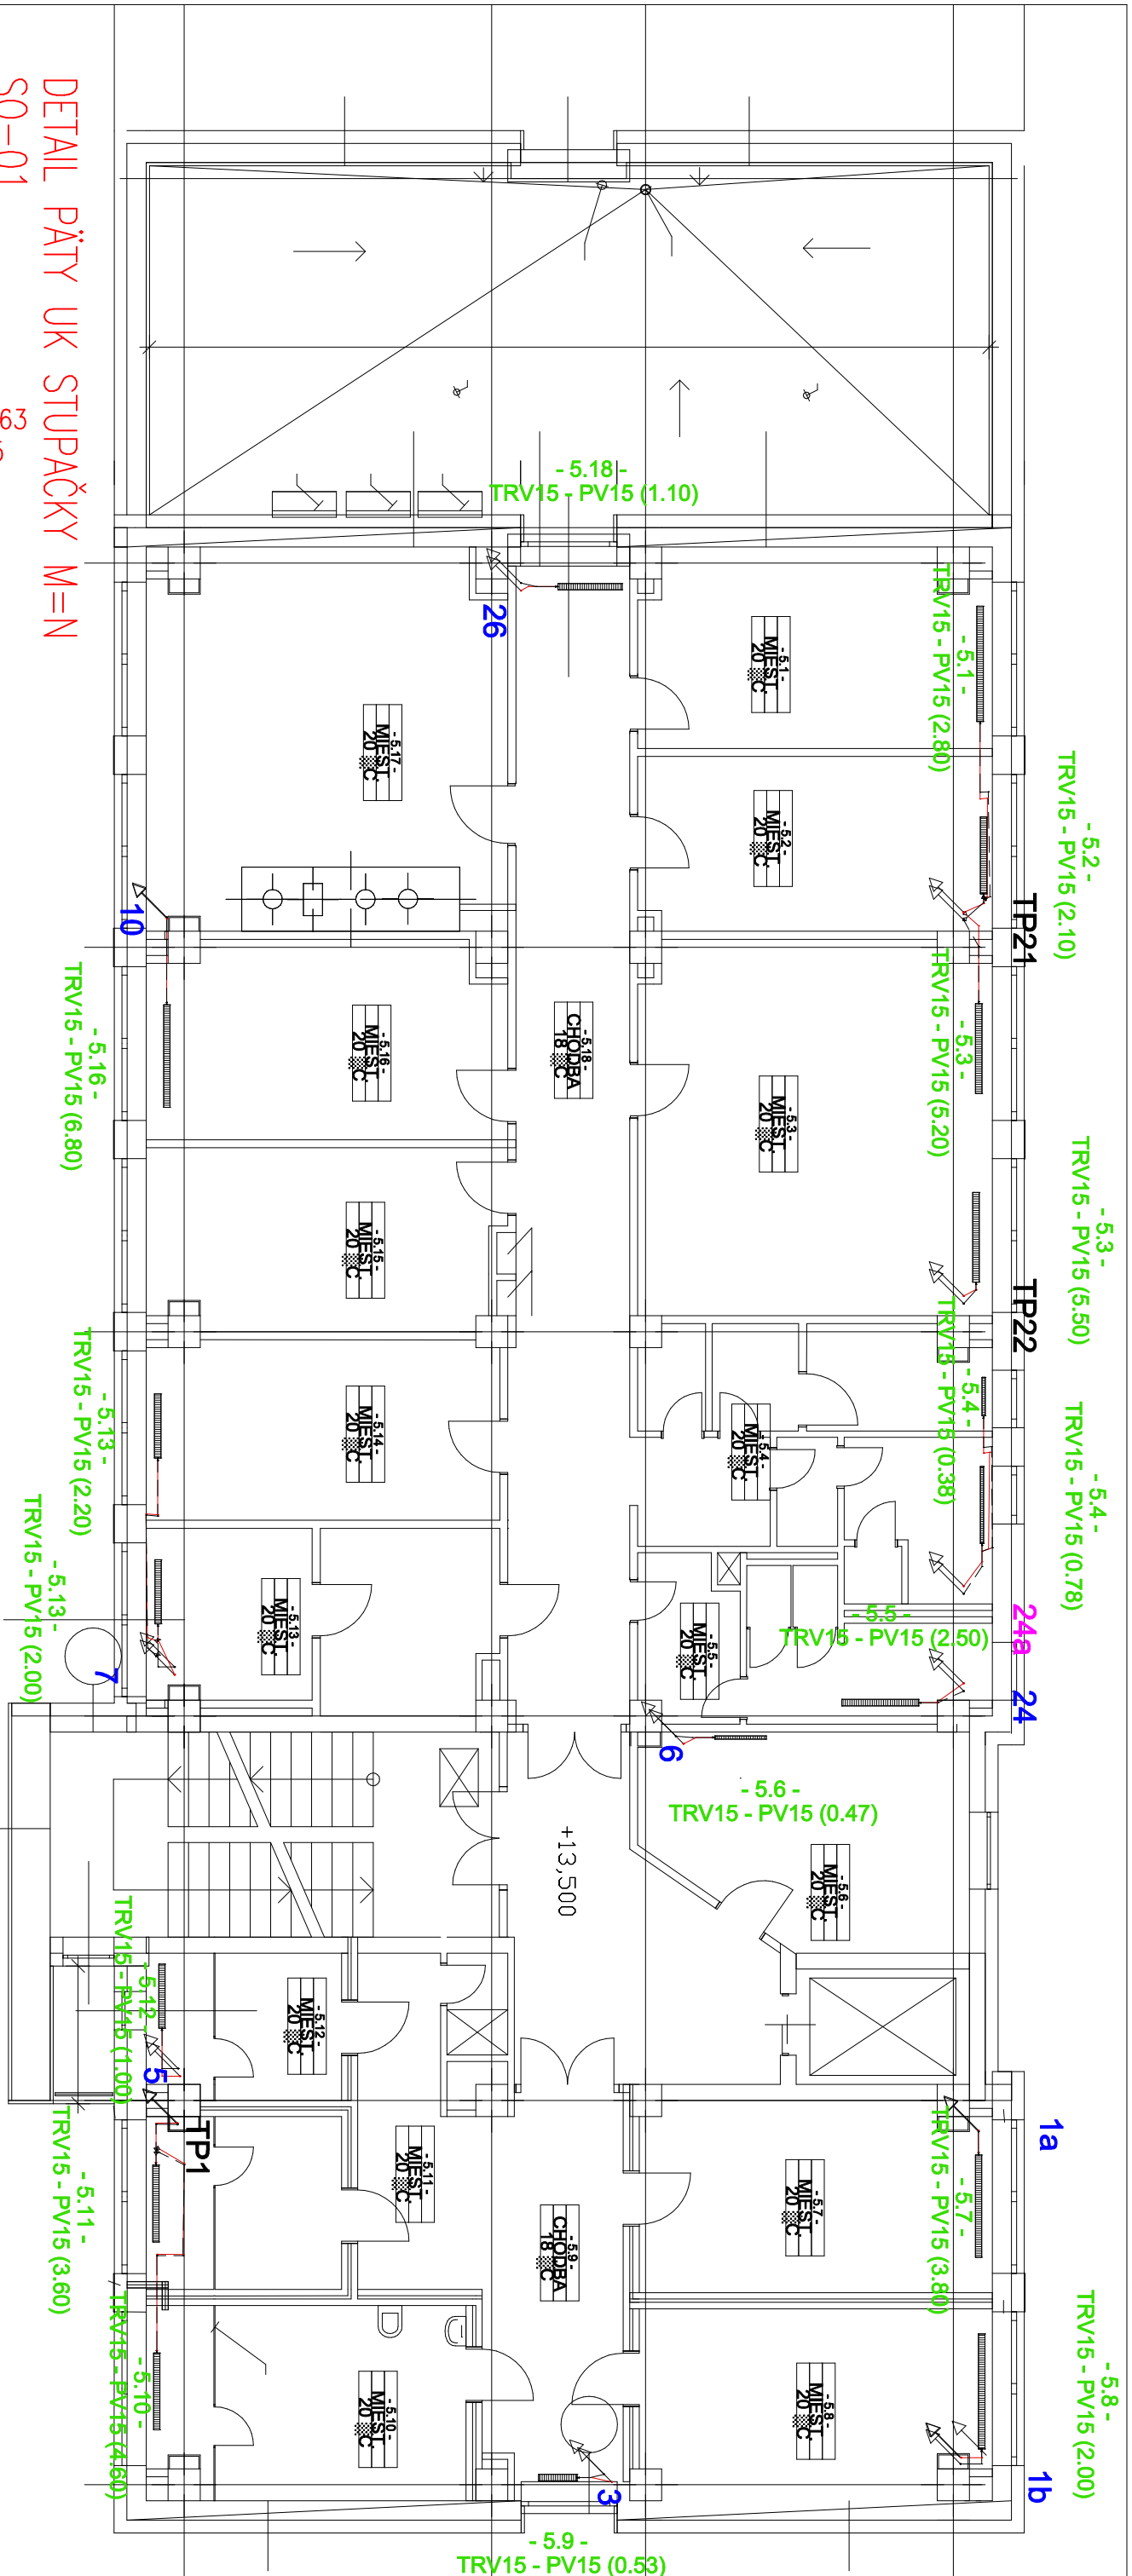 DETAIL PÄTY UK STUPAČKY M=N
SO-01
63
- 5.18 -
TRV15 - PV15 (1.10)
26
- 5.1 -
TRV15 - PV15 (2.80)
- 5.1 -
MIEST.
20 C
- 5.2 -
TRV15 - PV15 (2.10)
TP21
- 5.2 -
MIEST.
20 C
- 5.17 -
MIEST.
20 C
10
- 5.3 -
TRV15 - PV15 (5.20)
- 5.3 -
MIEST.
20 C
- 5.18 -
CHODBA
18 C
- 5.16 -
MIEST.
20 C
- 5.16 -
TRV15 - PV15 (6.80)
- 5.3 -
TRV15 - PV15 (5.50)
TP22
- 5.15 -
MIEST.
20 C
- 5.4 -
TRV15 - PV15 (0.38)
- 5.4 -
TRV15 - PV15 (0.78)
- 5.4 -
MIEST.
20 C
- 5.14 -
MIEST.
20 C
- 5.13 -
TRV15 - PV15 (2.20)
24a
24
- 5.5 -
TRV15 - PV15 (2.50)
- 5.5 -
MIEST.
20 C
- 5.13 -
MIEST.
20 C
- 5.13 -
TRV15 - PV15 (2.00)
7
6
- 5.6 -
TRV15 - PV15 (0.47)
- 5.6 -
MIEST.
20 C
+13,500
- 5.12 -
TRV15 - PV15 (1.00)
- 5.12 -
MIEST.
20 C
5
TP1
1a
- 5.7 -
TRV15 - PV15 (3.80)
- 5.7 -
MIEST.
20 C
- 5.11 -
MIEST.
20 C
- 5.11 -
TRV15 - PV15 (3.60)
- 5.9 -
CHODBA
18 C
- 5.8 -
TRV15 - PV15 (2.00)
1b
- 5.8 -
MIEST.
20 C
- 5.10 -
MIEST.
20 C
- 5.10 -
TRV15 - PV15 (4.60)
3
- 5.9 -
TRV15 - PV15 (0.53)